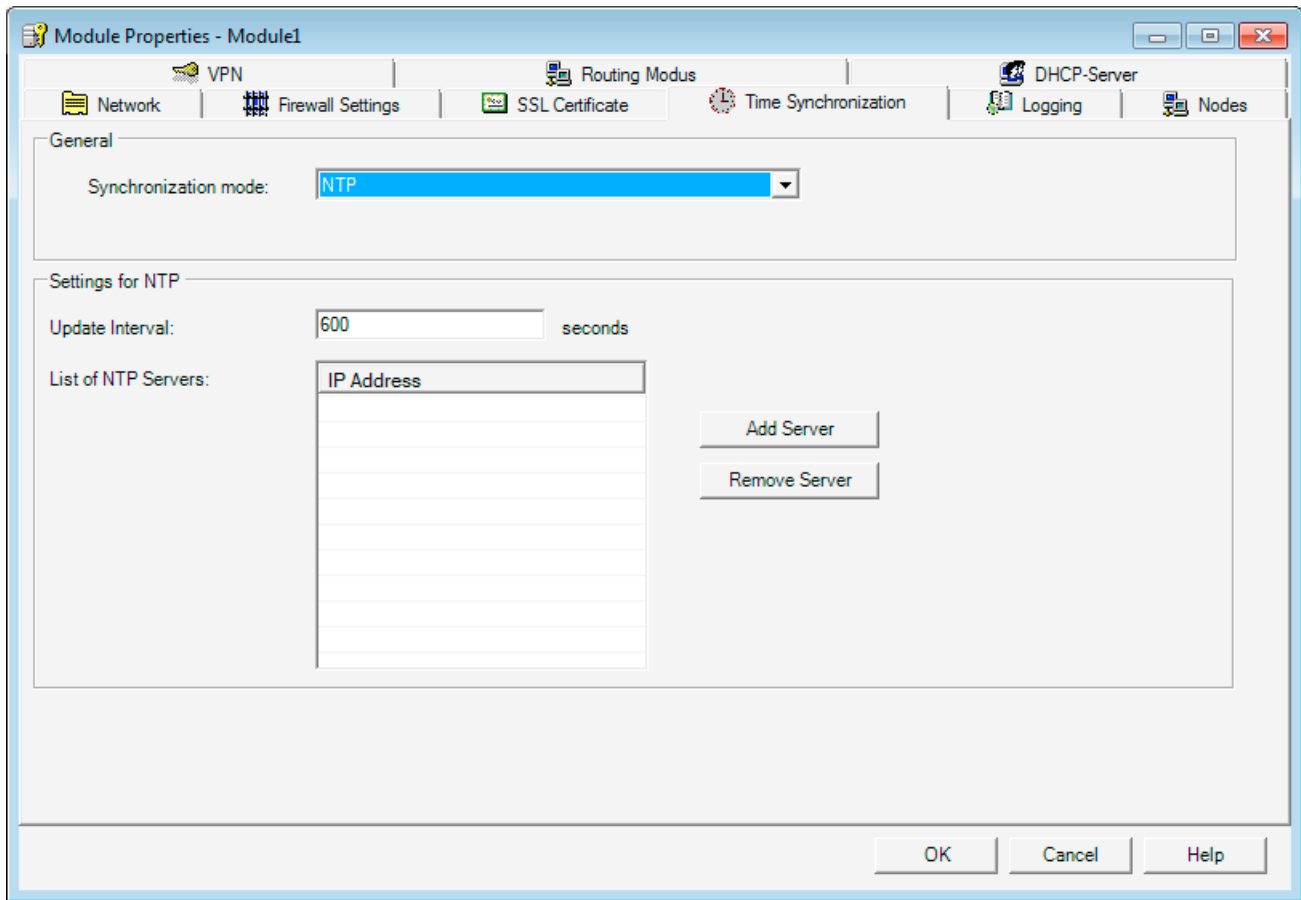 Module Properties - Module1
VPN Routing Modus DHCP-Server
Network Firewall Settings SSL Certificate Time Synchronization Logging Nodes
General
Synchronization mode: NTP
Settings for NTP
Update Interval: 600 seconds
List of NTP Servers: IP Address
Add Server
Remove Server
OK Cancel Help